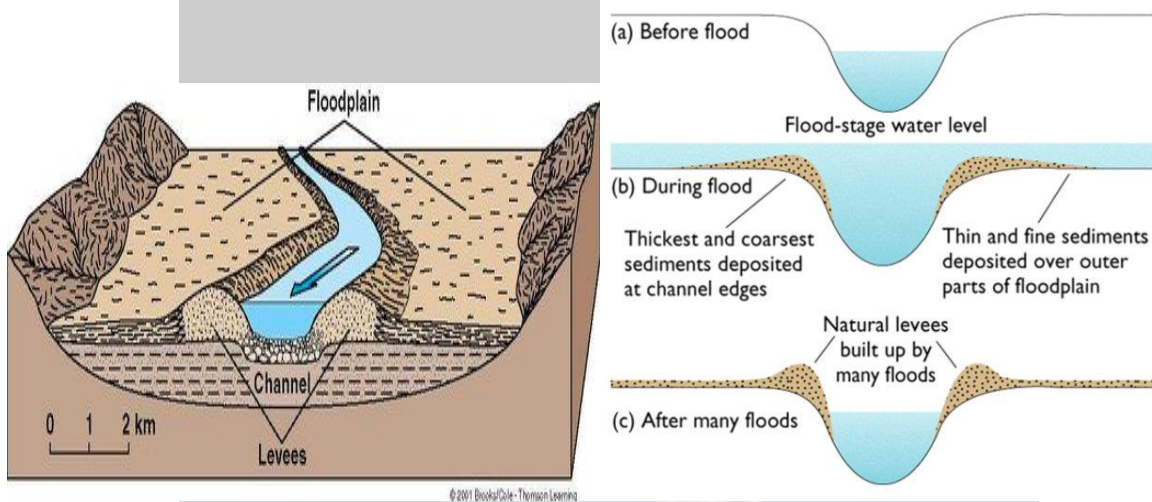 Floodplain
Channel
0 1 2 km
Levees
© 2001 Brooks/Cole - Thomson Learning
(a) Before flood
Flood-stage water level
(b) During flood
Thickest and coarsest
sediments deposited
at channel edges
Thin and fine sediments
deposited over outer
parts of floodplain
Natural levees
built up by
many floods
(c) After many floods